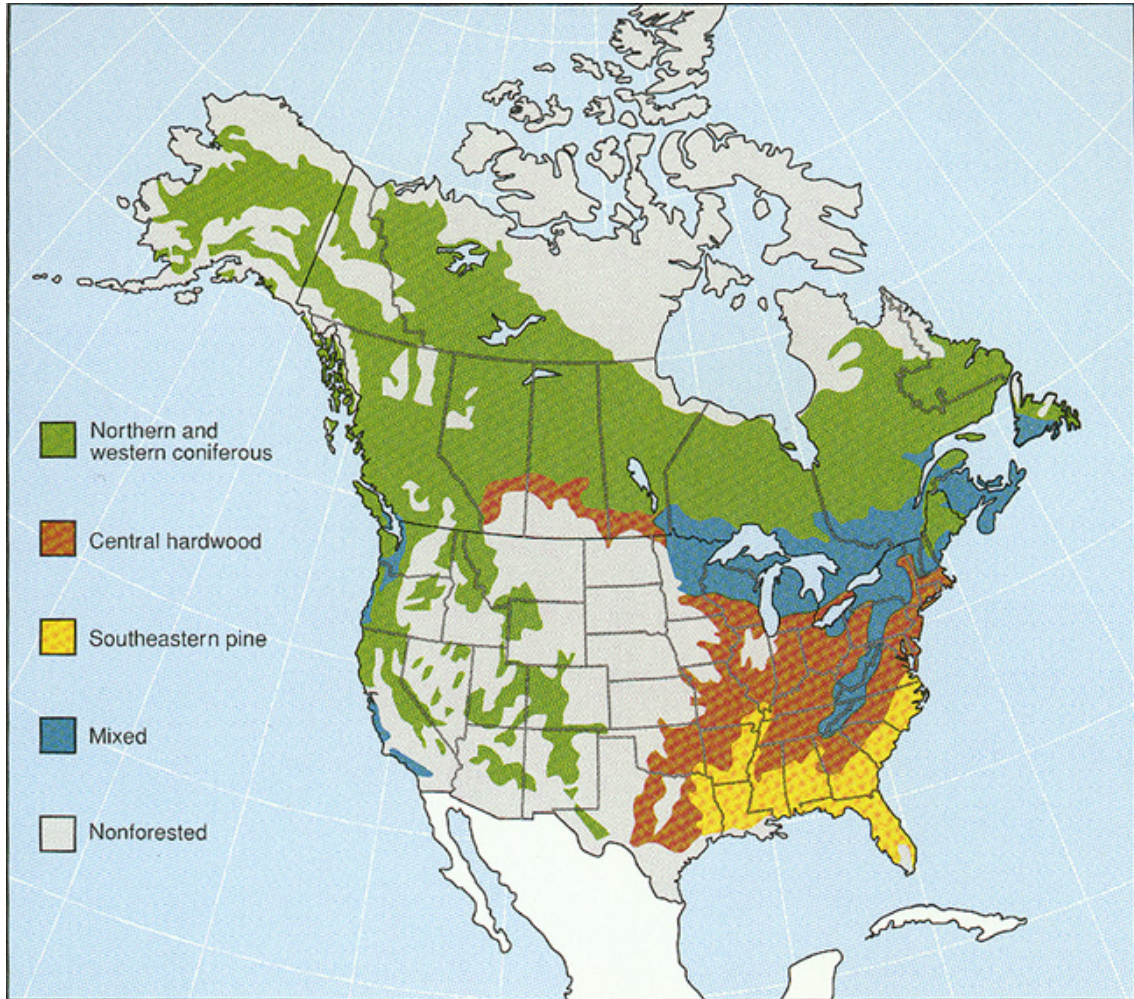 Northern and
western coniferous
Central hardwood
Southeastern pine
Mixed
Nonforested